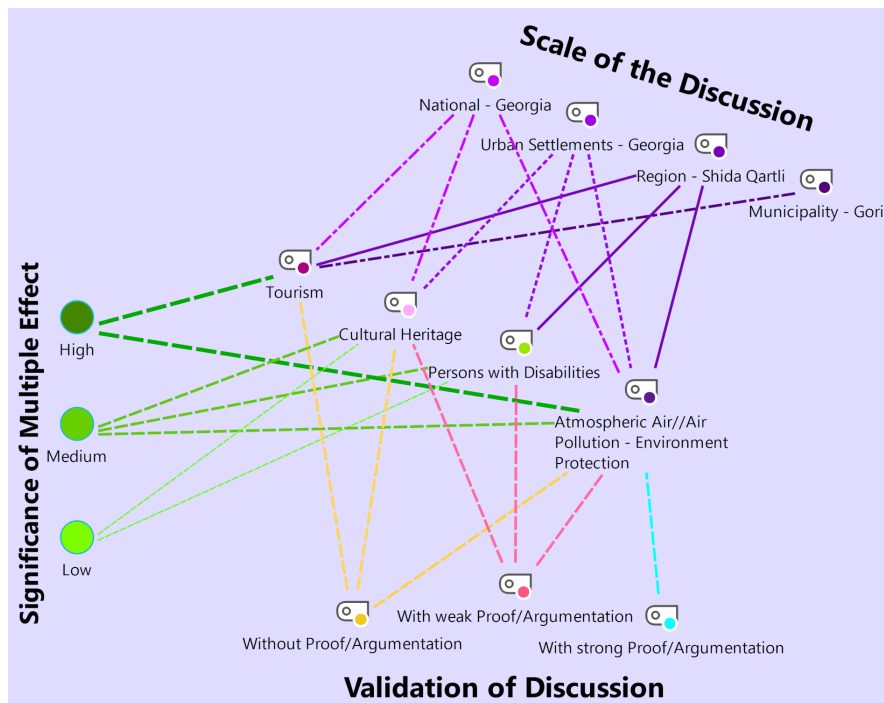 Scale of the Discussion
National - Georgia
Urban Settlements - Georgia
Region - Shida Qartli
Municipality - Gori
Significance of Multiple Effect
Tourism
High
Cultural Heritage
Persons with Disabilities
Atmospheric Air//Air
Pollution - Environment
Protection
Medium
Low
With weak Proof/Argumentation
Without Proof/Argumentation
With strong Proof/Argumentation
Validation of Discussion